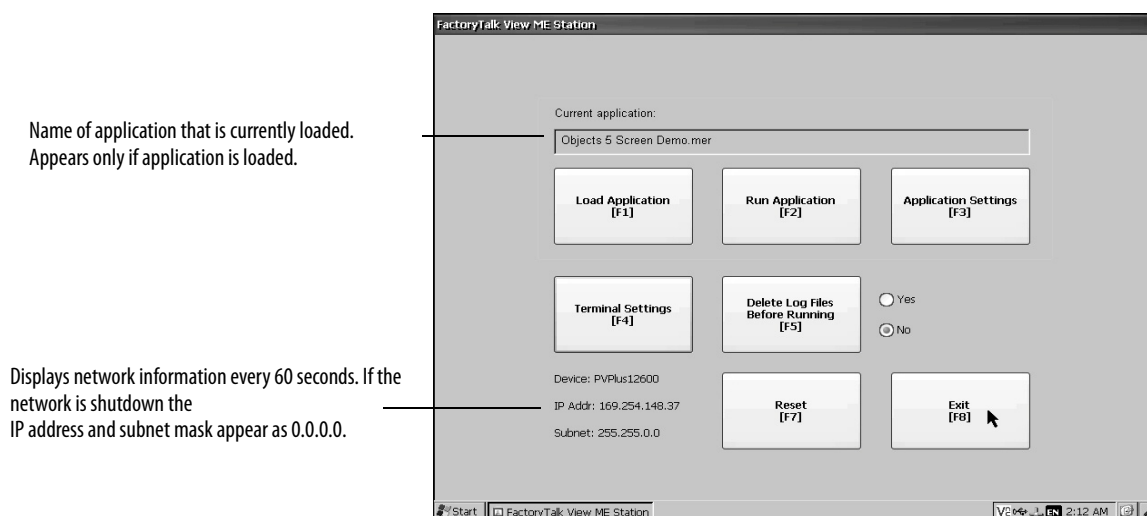 FactoryTalk View ME Station
Name of application that is currently loaded.
Appears only if application is loaded.
Current application:
Objects 5 Screen Demo.mer
Load Application
[F1]
Run Application
[F2]
Application Settings
[F3]
Terminal Settings
[F4]
Delete Log Files
Before Running
[F5]
Yes
No
Displays network information every 60 seconds. If the
network is shutdown the
IP address and subnet mask appear as 0.0.0.0.
Device: PVPlus12600
IP Addr: 169.254.148.37
Subnet: 255.255.0.0
Reset
[F7]
Exit
[F8]
Start
FactoryTalk View ME Station
EN
2:12 AM